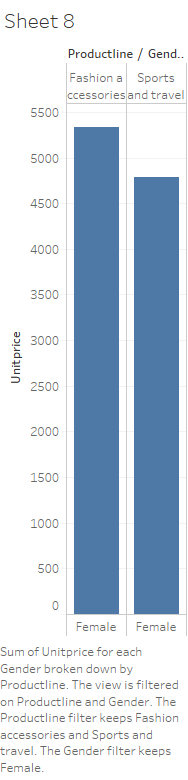 Sheet 8
Productline / Gend..
Fashion a Sports
ccessories and travel
5500
5000
4500
4000
3500
3000
2500
2000
1500
1000
500
0
Unitprice
Female Female
Sum of Unitprice for each
Gender broken down by
Productline. The view is filtered
on Productline and Gender. The
Productline filter keeps Fashion
accessories and Sports and
travel. The Gender filter keeps
Female.